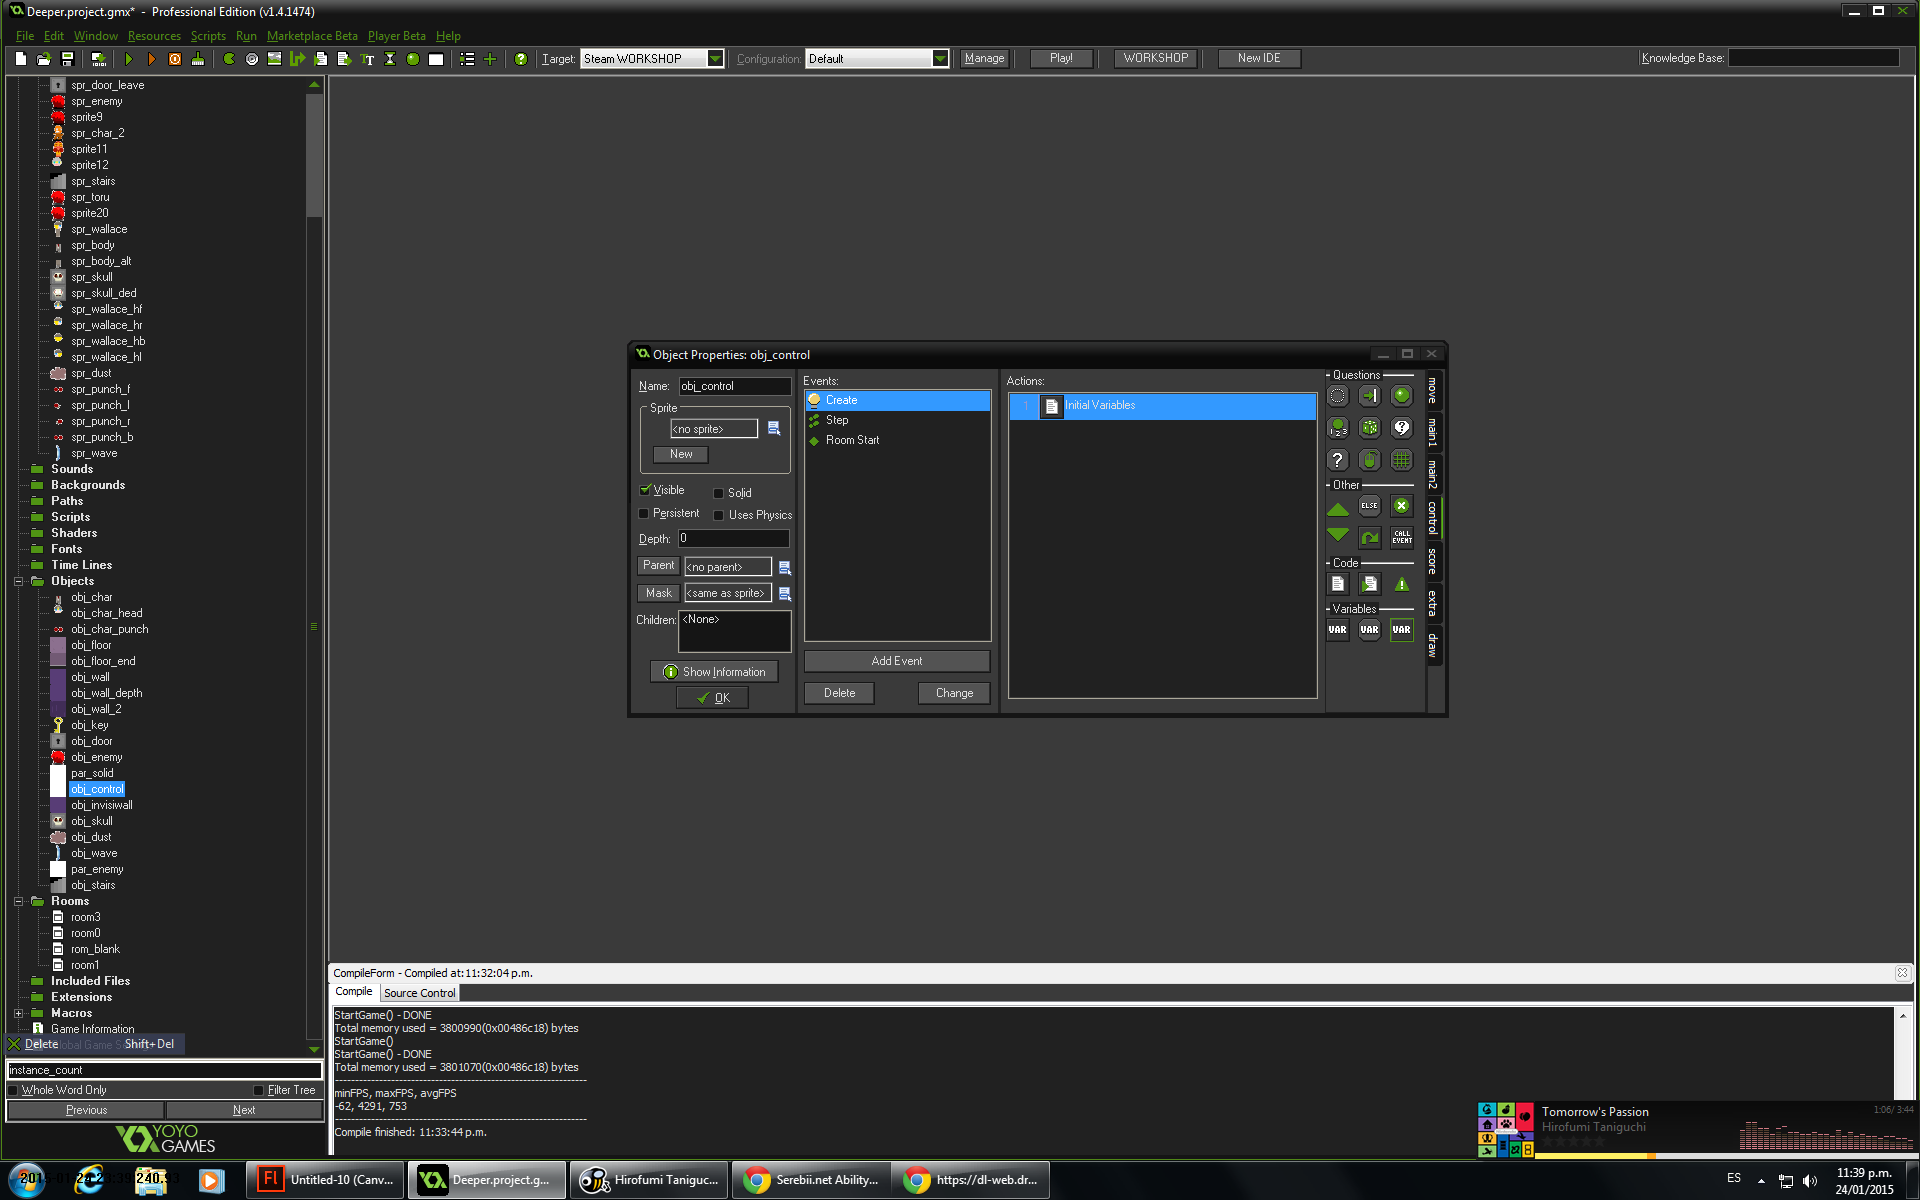 Deeper.project.gmx* - Professional Edition (v1.4.1474)
File Edit Window Resources Scripts Run Marketplace Beta Player Beta Help
Target: Steam WORKSHOP Configuration: Default Manage Play! WORKSHOP New IDE Knowledge Base:
spr_door_leave
spr_enemy
sprite9
spr_char_2
sprite11
sprite12
spr_stairs
spr_toru
sprite20
spr_wallace
spr_body
spr_body_alt
spr_skull
spr_skull_ded
spr_wallace_hf
spr_wallace_hr
spr_wallace_hb
spr_wallace_hl
spr_dust
spr_punch_f
spr_punch_l
spr_punch_r
spr_punch_b
spr_wave
Sounds
Backgrounds
Paths
Scripts
Shaders
Fonts
Time Lines
Objects
obj_char
obj_char_head
obj_char_punch
obj_floor
obj_floor_end
obj_wall
obj_wall_depth
obj_wall_2
obj_key
obj_door
obj_enemy
par_solid
obj_control
obj_invisiwall
obj_skull
obj_dust
obj_wave
par_enemy
obj_stairs
Rooms
room3
room0
rom_blank
room1
Included Files
Extensions
Macros
Game Information
Delete Shift+Del
instance_count
Whole Word Only Filter Tree
Previous Next
YOYO
GAMES
Object Properties: obj_control
Name: obj_control
Sprite
<no sprite>
New
Visible Solid
Persistent Uses Physics
Depth: 0
Parent <no parent>
Mask <same as sprite>
Children: <None>
Show Information
OK
Events:
Create
Step
Room Start
Add Event
Delete Change
Actions:
1 Initial Variables
Questions
1 2 3
?
Other
ELSE
CALL
EVENT
Code
Variables
VAR VAR VAR
move
main1
main2
control
score
extra
draw
CompileForm - Compiled at: 11:32:04 p.m.
Compile Source Control
StartGame() - DONE
Total memory used = 3800990(0x00486c18) bytes
StartGame()
StartGame() - DONE
Total memory used = 3801070(0x00486c18) bytes
minFPS, maxFPS, avgFPS
-62, 4291, 753
Compile finished: 11:33:44 p.m.
Tomorrow's Passion 1:06/3:44
Hirofumi Taniguchi
Fl Untitled-10 (Canv... Deeper.project.g... Hirofumi Taniguc... Serebii.net Ability... https://dl-web.dr...
ES
11:39 p.m.
24/01/2015